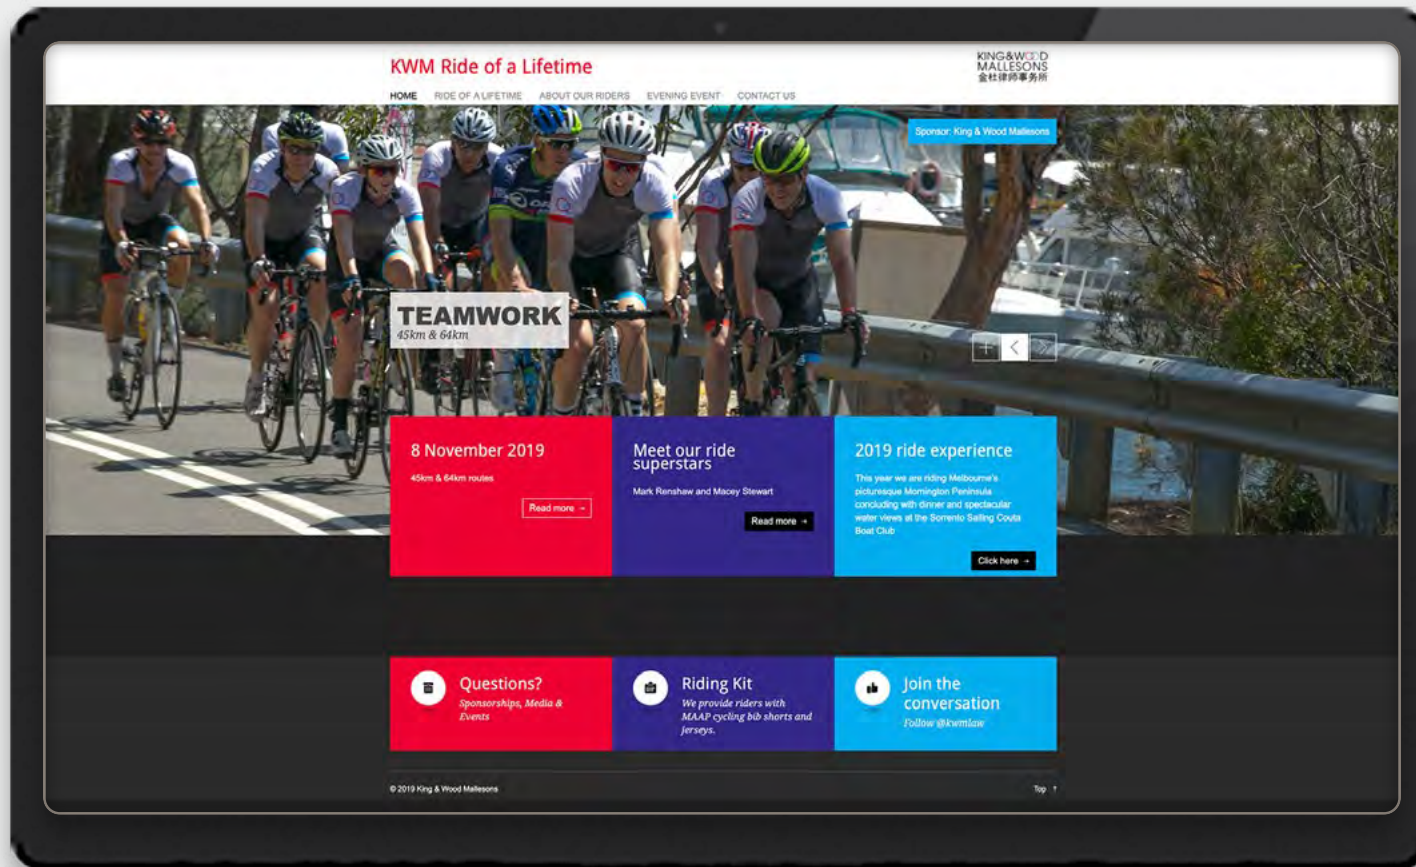 KWM Ride of a Lifetime
KING&WOOD
MALLESONS
金杜律师事务所
HOME RIDE OF A LIFETIME ABOUT OUR RIDERS EVENING EVENT CONTACT US
Sponsor: King & Wood Mallesons
TEAMWORK
45km & 64km
8 November 2019
45km & 64km routes
Read more →
Meet our ride
superstars
Mark Renshaw and Macey Stewart
Read more →
2019 ride experience
This year we are riding Melbourne's
picturesque Mornington Peninsula
concluding with dinner and spectacular
water views at the Sorrento Sailing Couta
Boat Club
Click here →
Questions?
Sponsorships, Media &
Events
Riding Kit
We provide riders with
MAAP cycling bib shorts and
jerseys.
Join the
conversation
Follow @kwmlaw
© 2019 King & Wood Mallesons
Top ↑